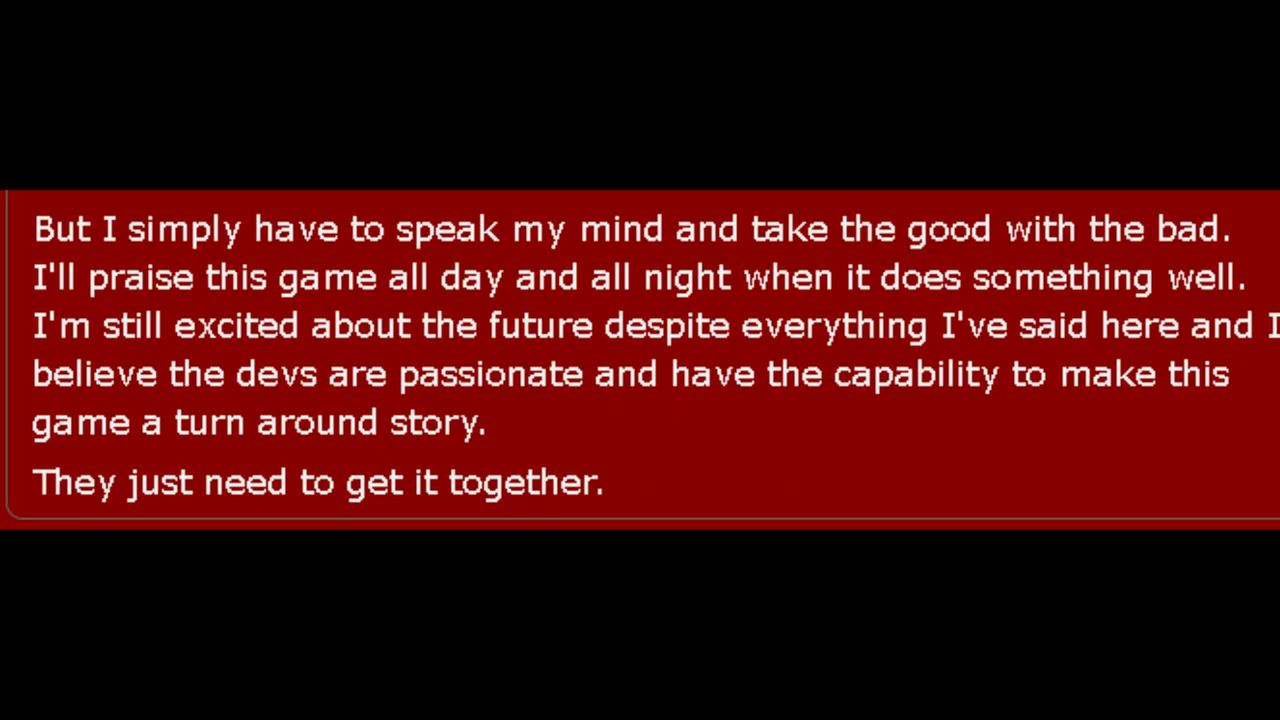 But I simply have to speak my mind and take the good with the bad.
I'll praise this game all day and all night when it does something well.
I'm still excited about the future despite everything I've said here and I
believe the devs are passionate and have the capability to make this
game a turn around story.
They just need to get it together.